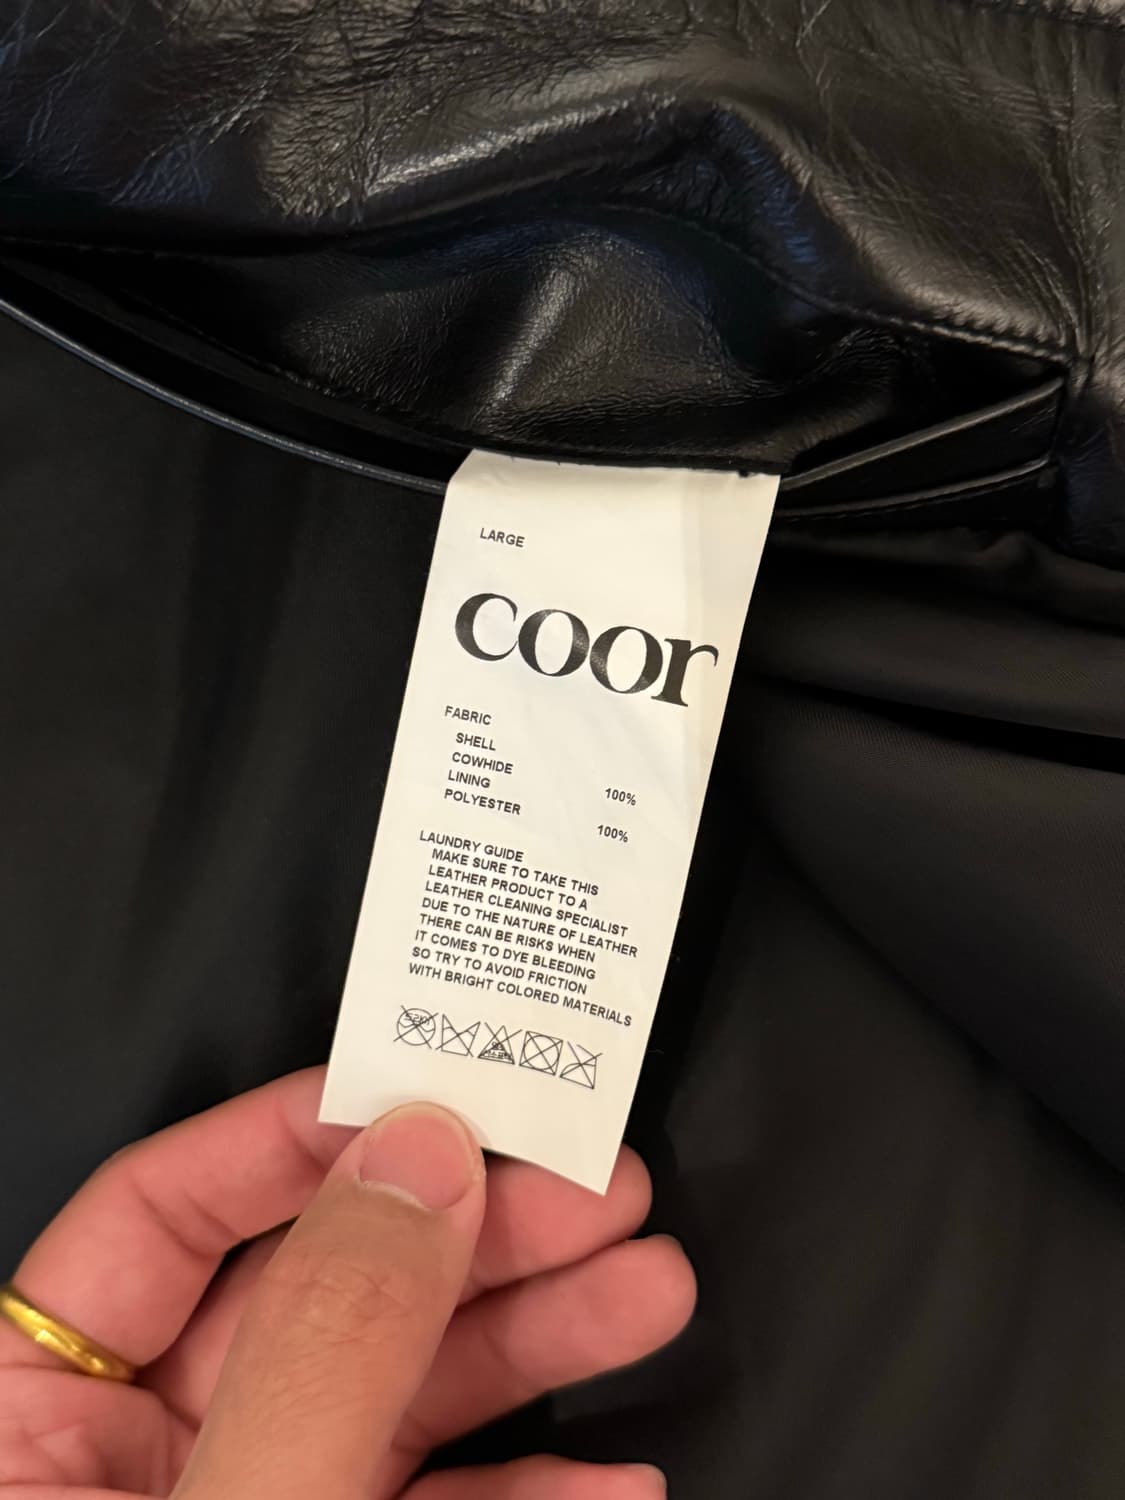 LARGE
coor
FABRIC
SHELL
COWHIDE 100%
LINING
POLYESTER 100%
LAUNDRY GUIDE
MAKE SURE TO TAKE THIS
LEATHER PRODUCT TO A
LEATHER CLEANING SPECIALIST
DUE TO THE NATURE OF LEATHER
THERE CAN BE RISKS WHEN
IT COMES TO DYE BLEEDING
SO TRY TO AVOID FRICTION
WITH BRIGHT COLORED MATERIALS